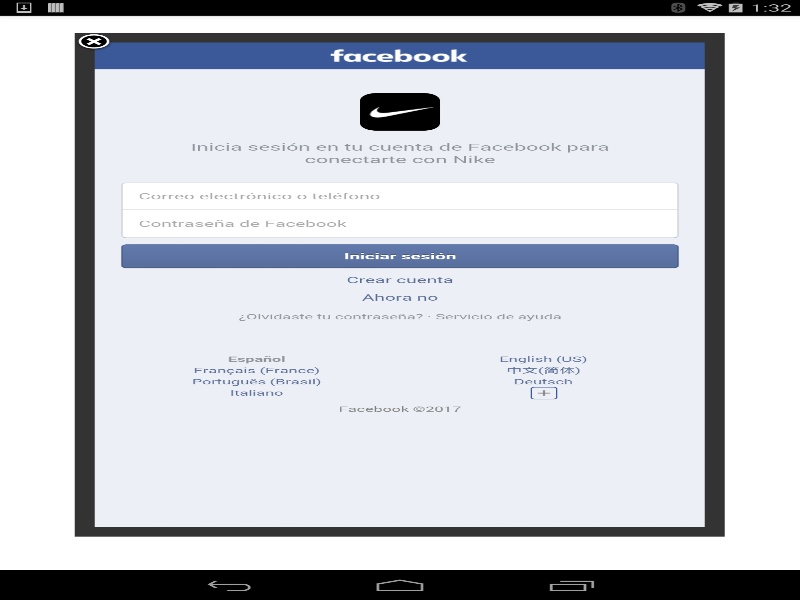 1:32
facebook
Inicia sesión en tu cuenta de Facebook para
conectarte con Nike
Correo electrónico o teléfono
Contraseña de Facebook
Iniciar sesión
Crear cuenta
Ahora no
¿Olvidaste tu contraseña? · Servicio de ayuda
Español
English (US)
Français (France)
中文(简体)
Português (Brasil)
Deutsch
Italiano
Facebook ©2017